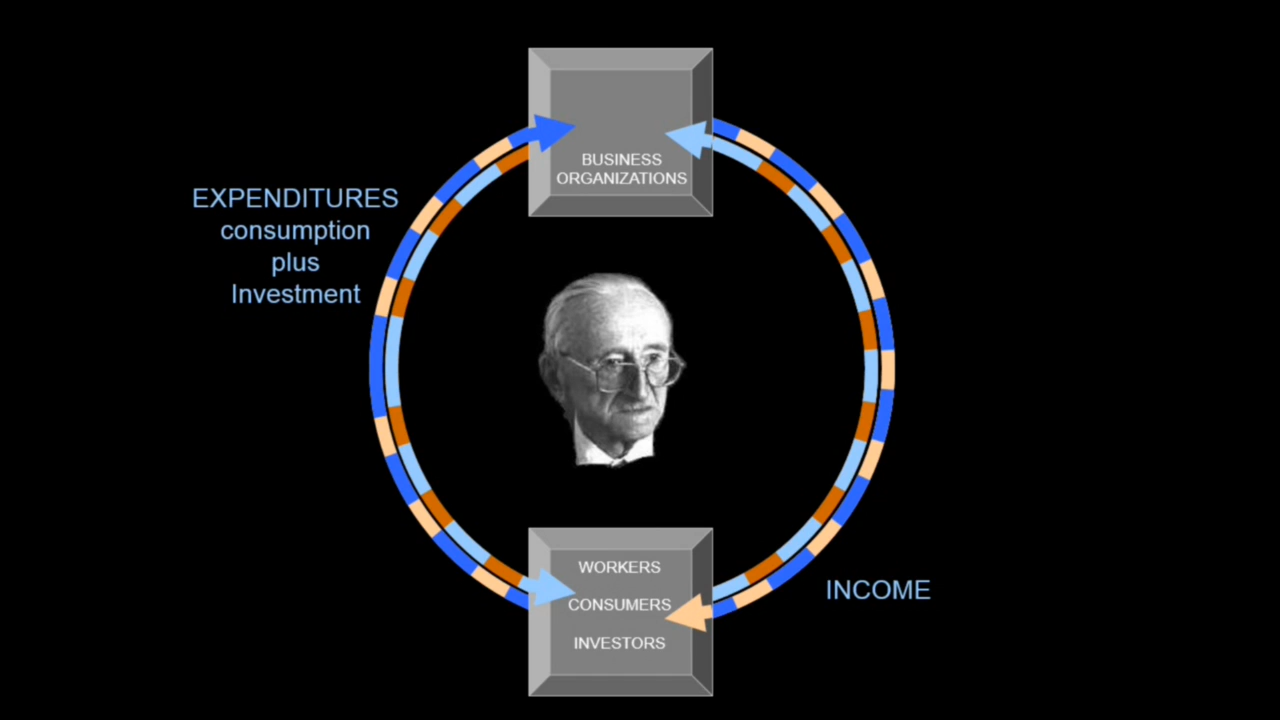 BUSINESS
ORGANIZATIONS
EXPENDITURES
consumption
plus
Investment
WORKERS
CONSUMERS
INVESTORS
INCOME